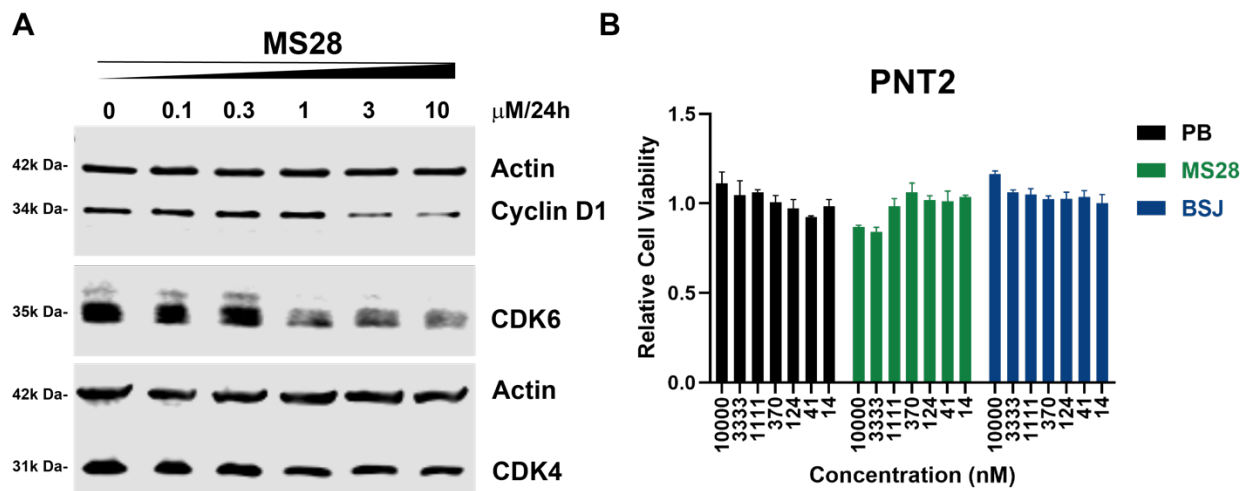 A
MS28
0 0.1 0.3 1 3 10 μM/24h
42k Da- Actin
34k Da- Cyclin D1
35k Da- CDK6
42k Da- Actin
31k Da- CDK4
B
PNT2
PB
MS28
BSJ
Relative Cell Viability
1.5
1.0
0.5
0.0
10000 3333 1111 370 124 41 14 10000 3333 1111 370 124 41 14 10000 3333 1111 370 124 41 14
Concentration (nM)